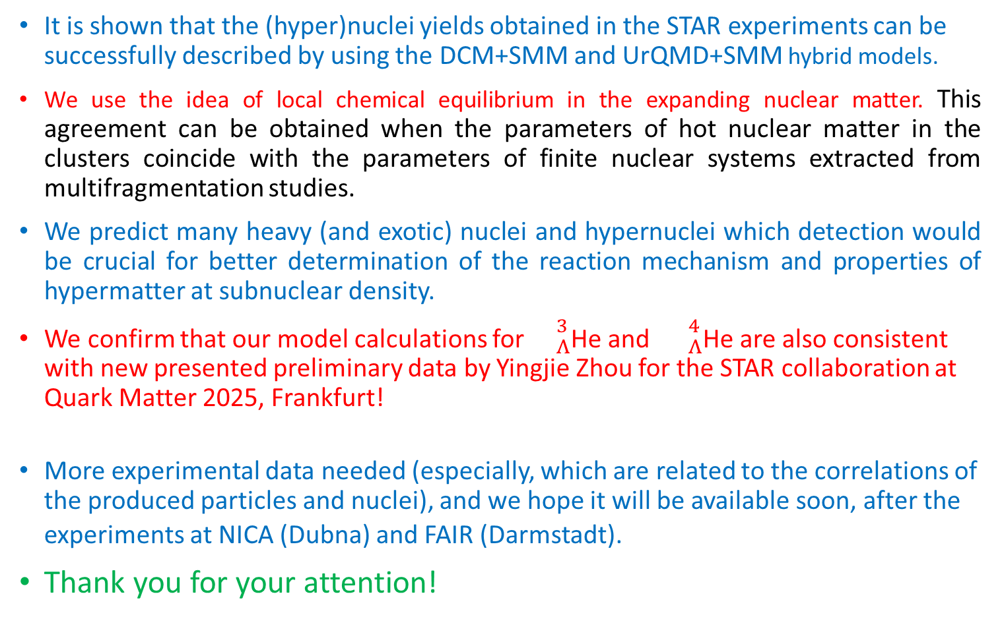 • It is shown that the (hyper)nuclei yields obtained in the STAR experiments can be
successfully described by using the DCM+SMM and UrQMD+SMM hybrid models.
• We use the idea of local chemical equilibrium in the expanding nuclear matter. This
agreement can be obtained when the parameters of hot nuclear matter in the
clusters coincide with the parameters of finite nuclear systems extracted from
multifragmentation studies.
• We predict many heavy (and exotic) nuclei and hypernuclei which detection would
be crucial for better determination of the reaction mechanism and properties of
hypermatter at subnuclear density.
• We confirm that our model calculations for ³ΛHe and ⁴ΛHe are also consistent
with new presented preliminary data by Yingjie Zhou for the STAR collaboration at
Quark Matter 2025, Frankfurt!
• More experimental data needed (especially, which are related to the correlations of
the produced particles and nuclei), and we hope it will be available soon, after the
experiments at NICA (Dubna) and FAIR (Darmstadt).
• Thank you for your attention!